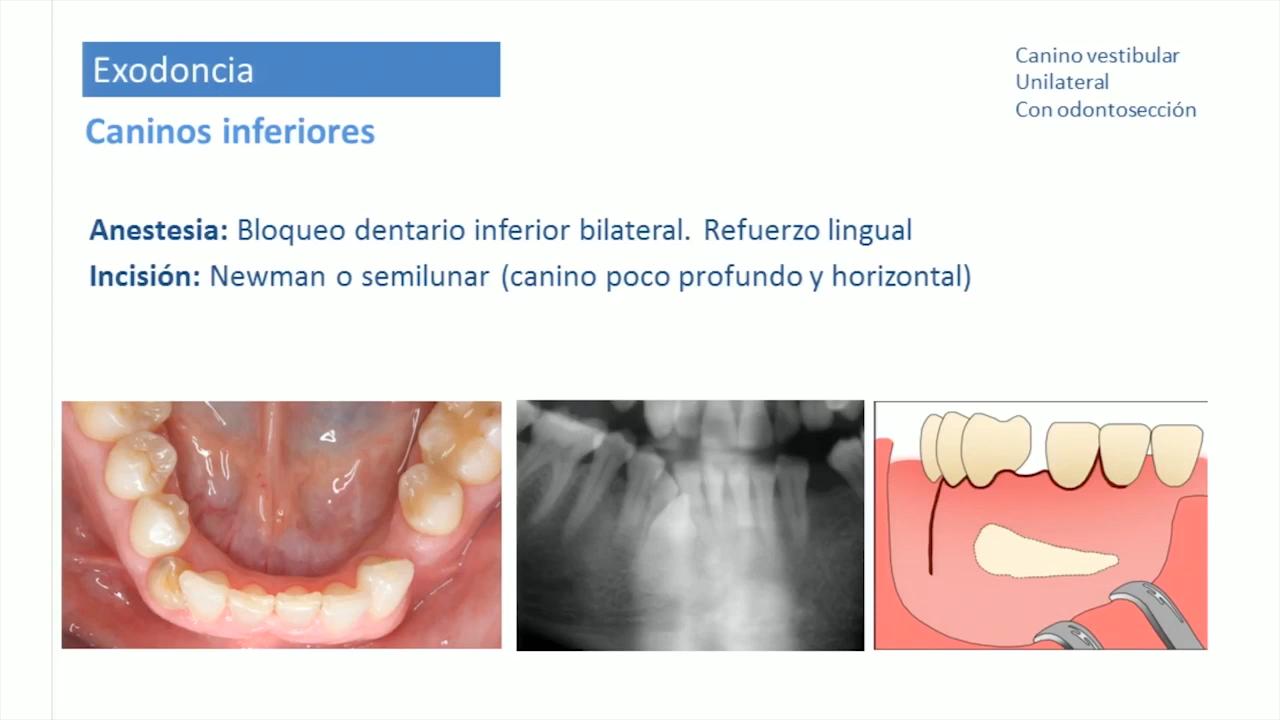 Exodoncia
Caninos inferiores
Canino vestibular
Unilateral
Con odontosección
Anestesia: Bloqueo dentario inferior bilateral. Refuerzo lingual
Incisión: Newman o semilunar (canino poco profundo y horizontal)